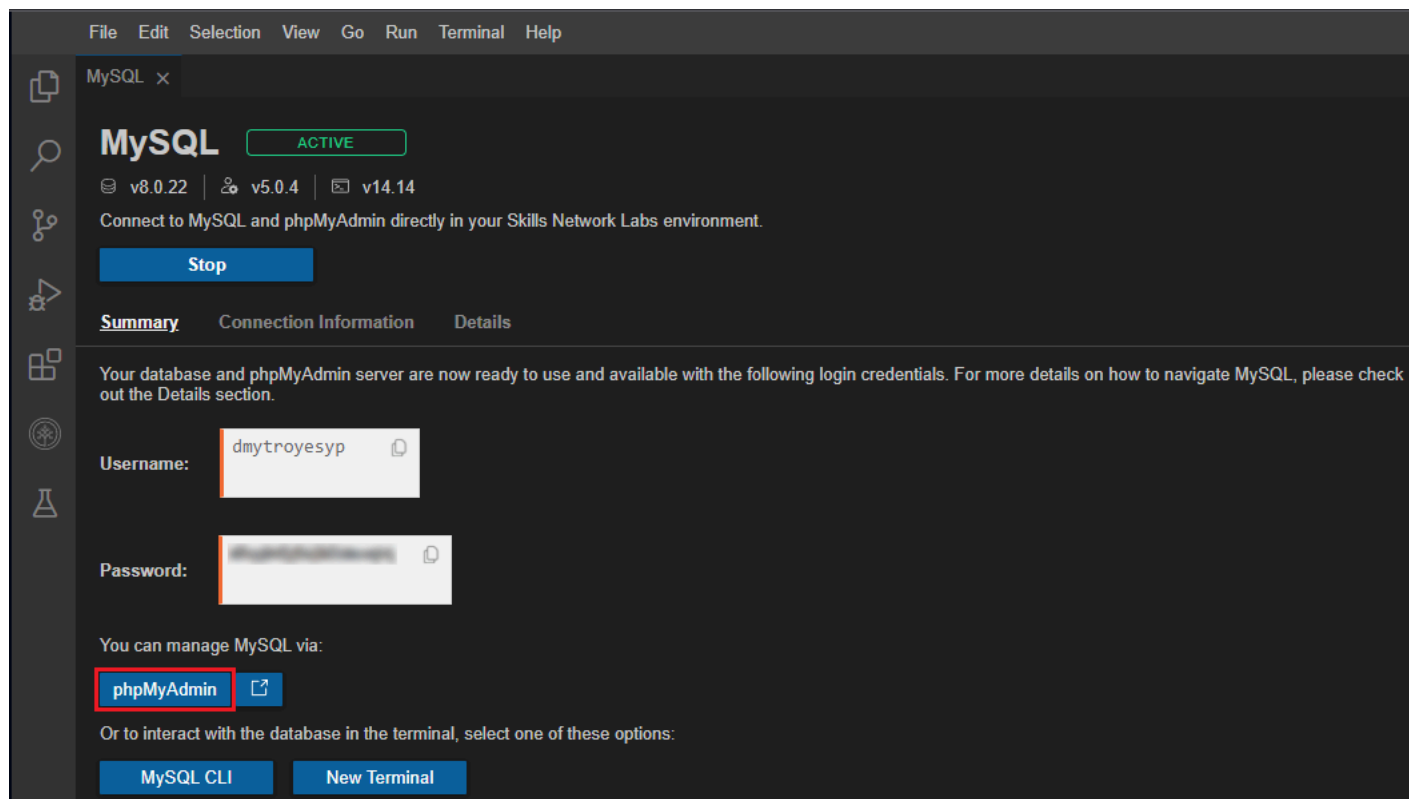 File Edit Selection View Go Run Terminal Help
MySQL
MySQL ACTIVE
v8.0.22 v5.0.4 v14.14
Connect to MySQL and phpMyAdmin directly in your Skills Network Labs environment.
Stop
Summary Connection Information Details
Your database and phpMyAdmin server are now ready to use and available with the following login credentials. For more details on how to navigate MySQL, please check
out the Details section.
Username: dmytroyesyp
Password:
You can manage MySQL via:
phpMyAdmin
Or to interact with the database in the terminal, select one of these options:
MySQL CLI New Terminal